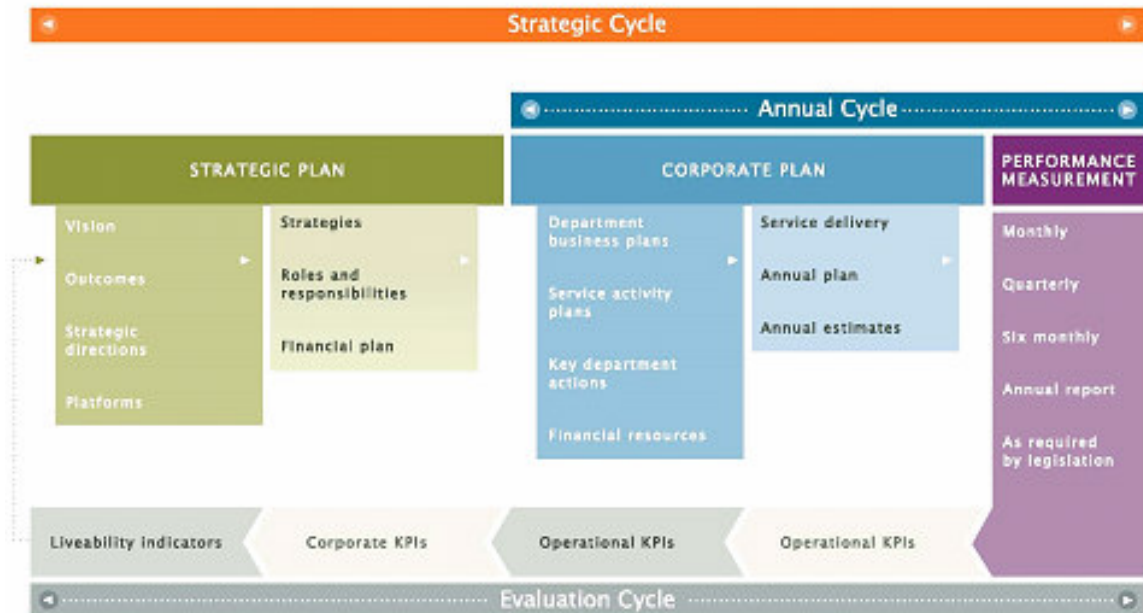 Strategic Cycle
Annual Cycle
STRATEGIC PLAN
CORPORATE PLAN
PERFORMANCE
MEASUREMENT
Vision
Outcomes
Strategic
directions
Platforms
Strategies
Roles and
responsibilities
Financial plan
Department
business plans
Service activity
plans
Key department
actions
Financial resources
Service delivery
Annual plan
Annual estimates
Monthly
Quarterly
Six monthly
Annual report
As required
by legislation
Liveability indicators
Corporate KPIs
Operational KPIs
Operational KPIs
Evaluation Cycle